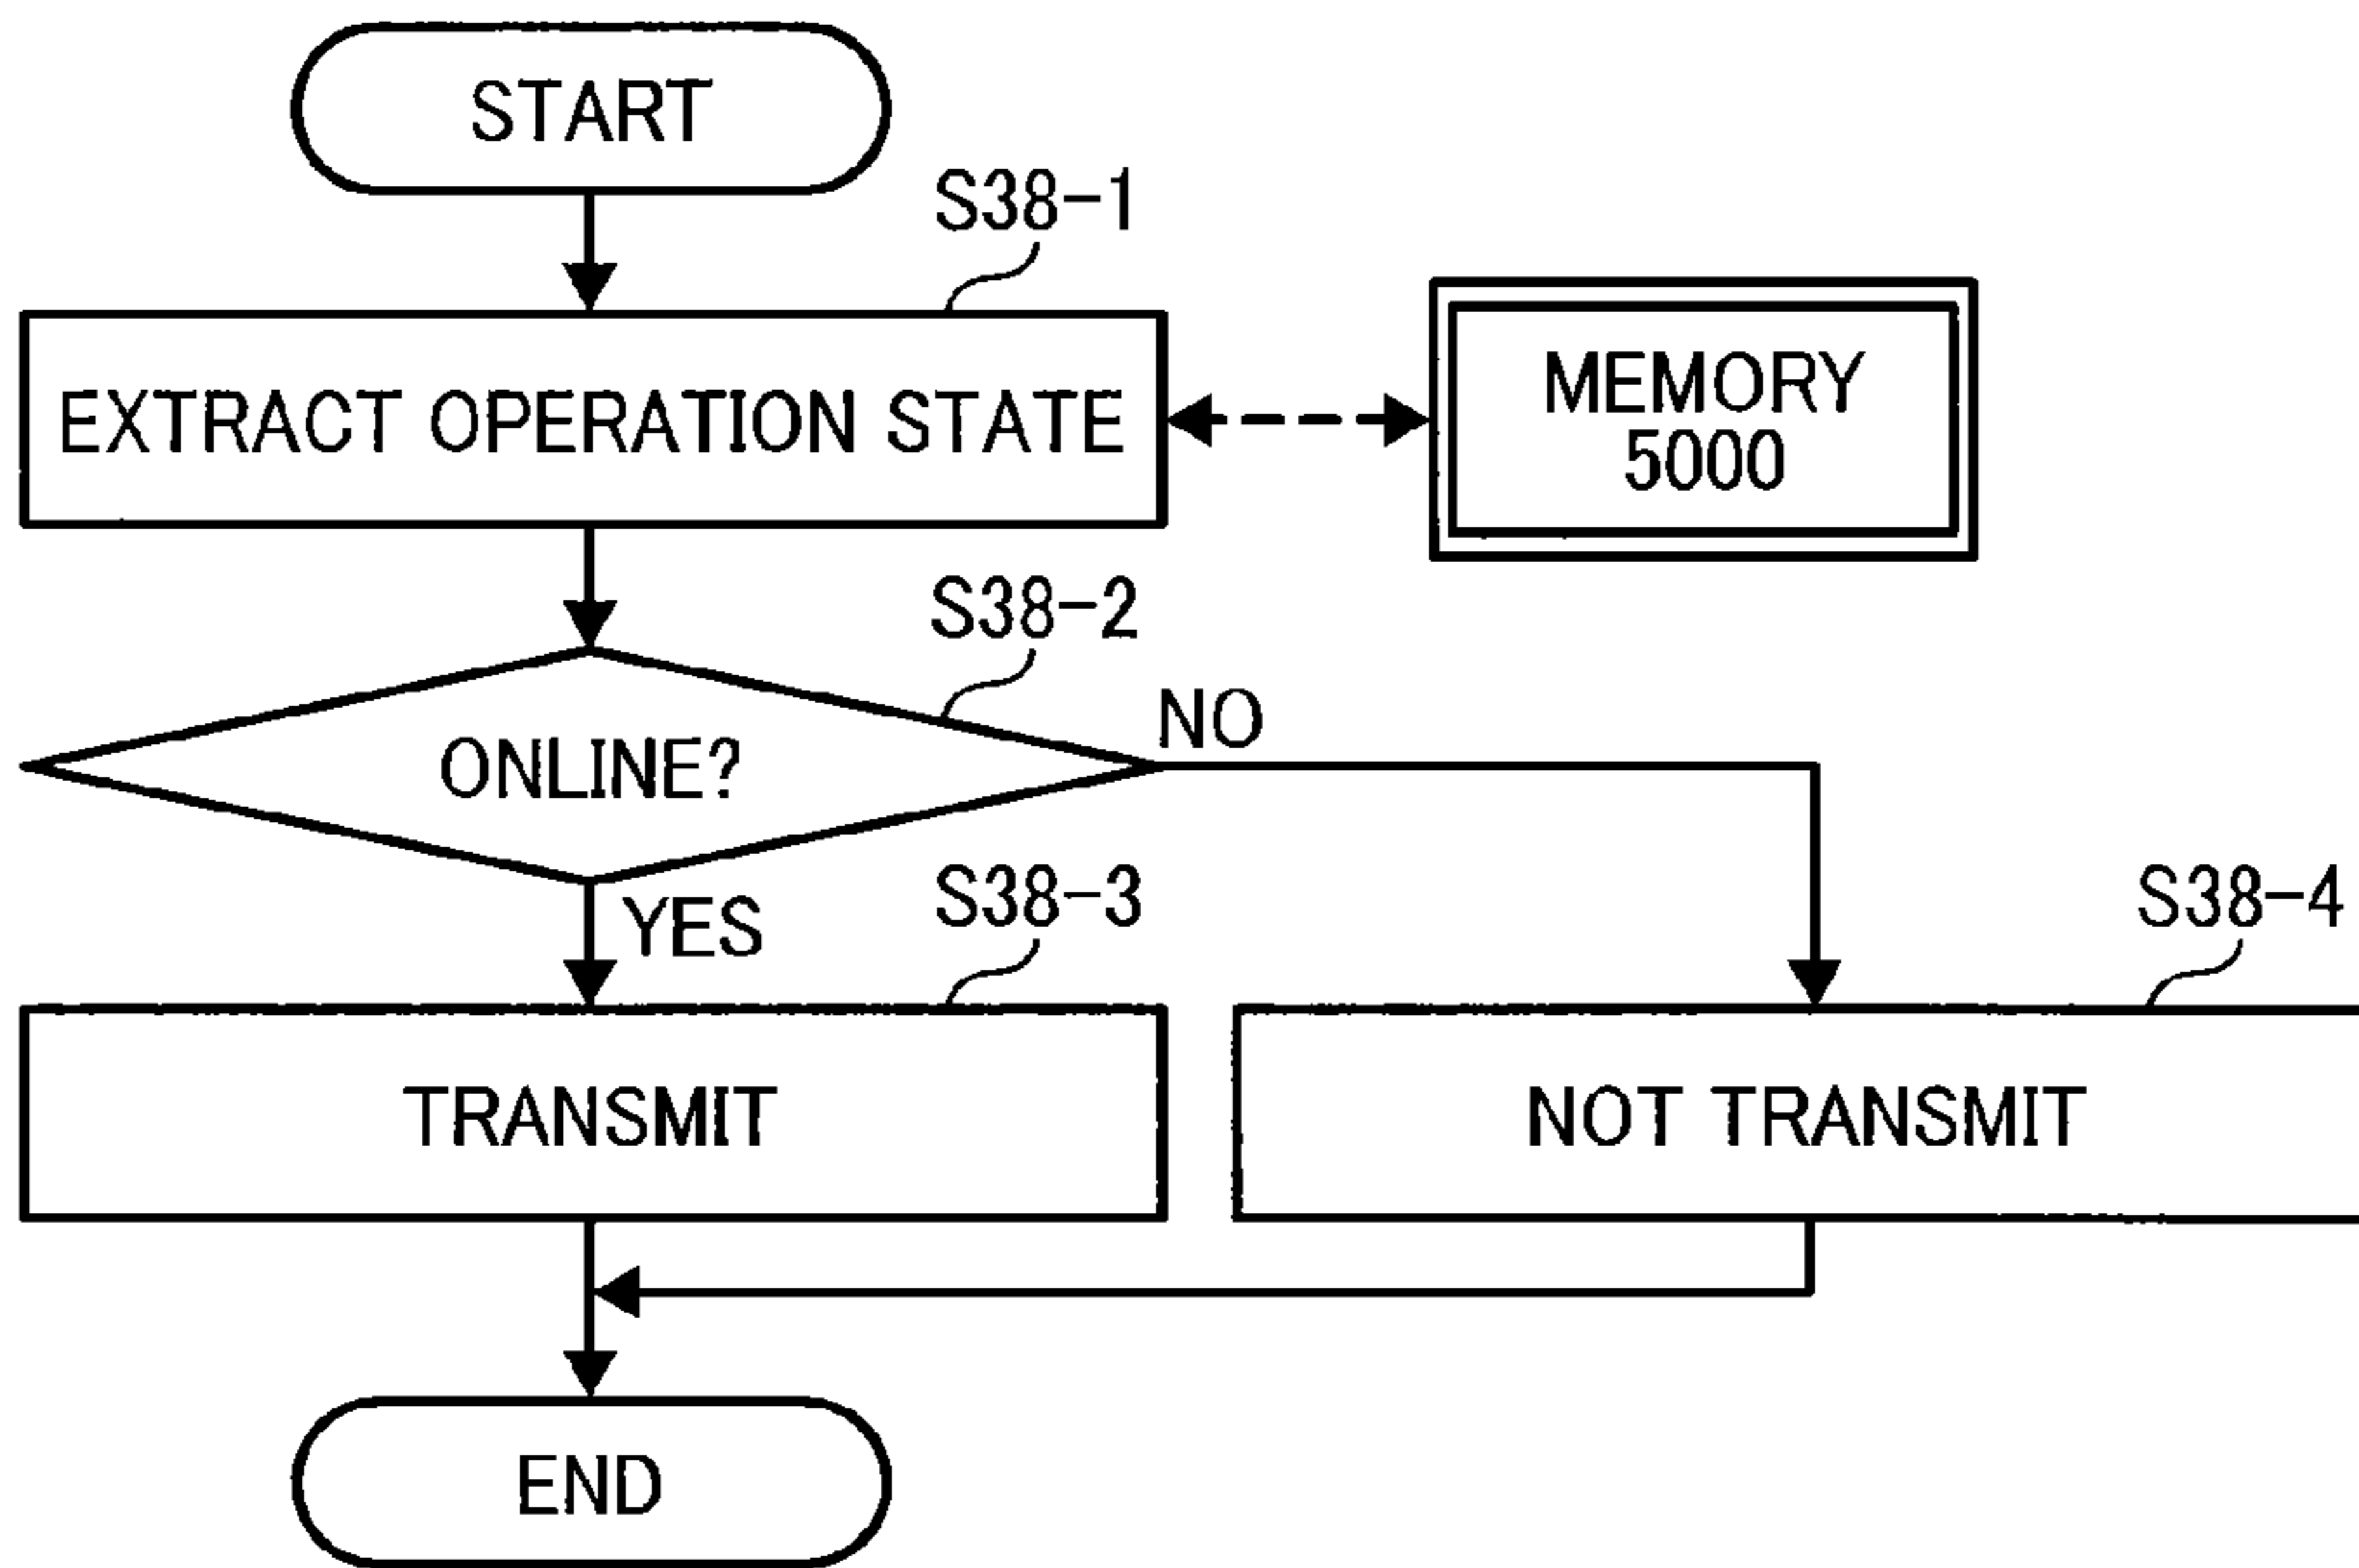 START
S38-1
EXTRACT OPERATION STATE
MEMORY
5000
S38-2
ONLINE?
NO
YES
S38-3
S38-4
TRANSMIT
NOT TRANSMIT
END